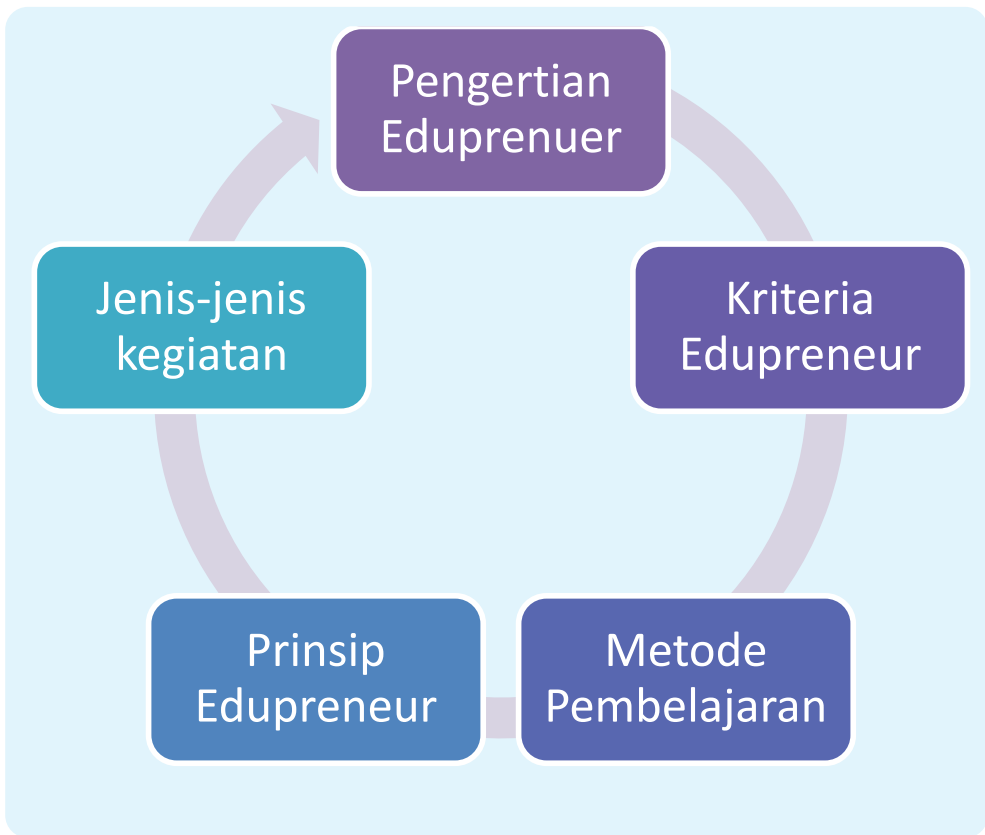 Pengertian
Eduprenuer
Kriteria
Edupreneur
Metode
Pembelajaran
Prinsip
Edupreneur
Jenis-jenis
kegiatan